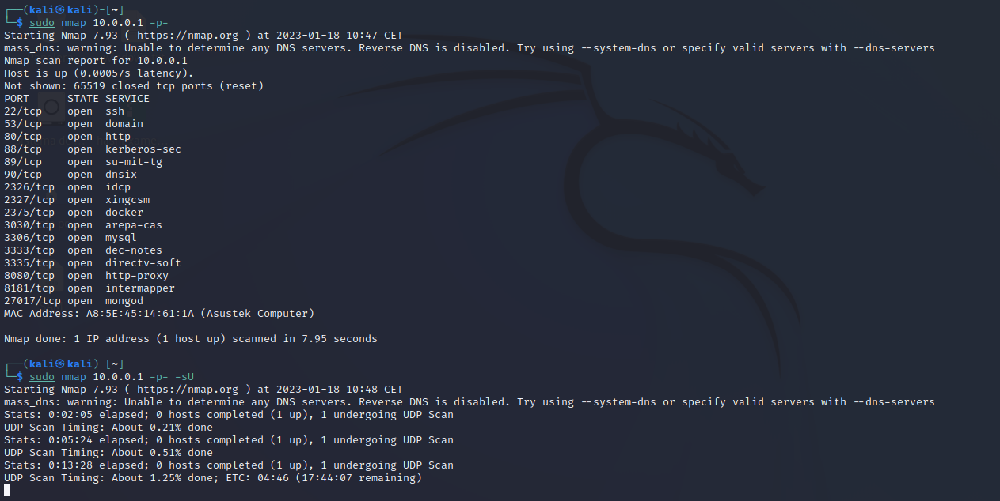 ┌──(kali㉿kali)-[~]
└─$ sudo nmap 10.0.0.1 -p-
Starting Nmap 7.93 ( https://nmap.org ) at 2023-01-18 10:47 CET
mass_dns: warning: Unable to determine any DNS servers. Reverse DNS is disabled. Try using --system-dns or specify valid servers with --dns-servers
Nmap scan report for 10.0.0.1
Host is up (0.00057s latency).
Not shown: 65519 closed tcp ports (reset)
PORT      STATE SERVICE
22/tcp    open  ssh
53/tcp    open  domain
80/tcp    open  http
88/tcp    open  kerberos-sec
89/tcp    open  su-mit-tg
90/tcp    open  dnsix
2326/tcp  open  idcp
2327/tcp  open  xingcsm
2375/tcp  open  docker
3030/tcp  open  arepa-cas
3306/tcp  open  mysql
3333/tcp  open  dec-notes
3335/tcp  open  directv-soft
8080/tcp  open  http-proxy
8181/tcp  open  intermapper
27017/tcp open  mongod
MAC Address: A8:5E:45:14:61:1A (Asustek Computer)
Nmap done: 1 IP address (1 host up) scanned in 7.95 seconds
┌──(kali㉿kali)-[~]
└─$ sudo nmap 10.0.0.1 -p- -sU
Starting Nmap 7.93 ( https://nmap.org ) at 2023-01-18 10:48 CET
mass_dns: warning: Unable to determine any DNS servers. Reverse DNS is disabled. Try using --system-dns or specify valid servers with --dns-servers
Stats: 0:02:05 elapsed; 0 hosts completed (1 up), 1 undergoing UDP Scan
UDP Scan Timing: About 0.21% done
Stats: 0:05:24 elapsed; 0 hosts completed (1 up), 1 undergoing UDP Scan
UDP Scan Timing: About 0.51% done
Stats: 0:13:28 elapsed; 0 hosts completed (1 up), 1 undergoing UDP Scan
UDP Scan Timing: About 1.25% done; ETC: 04:46 (17:44:07 remaining)